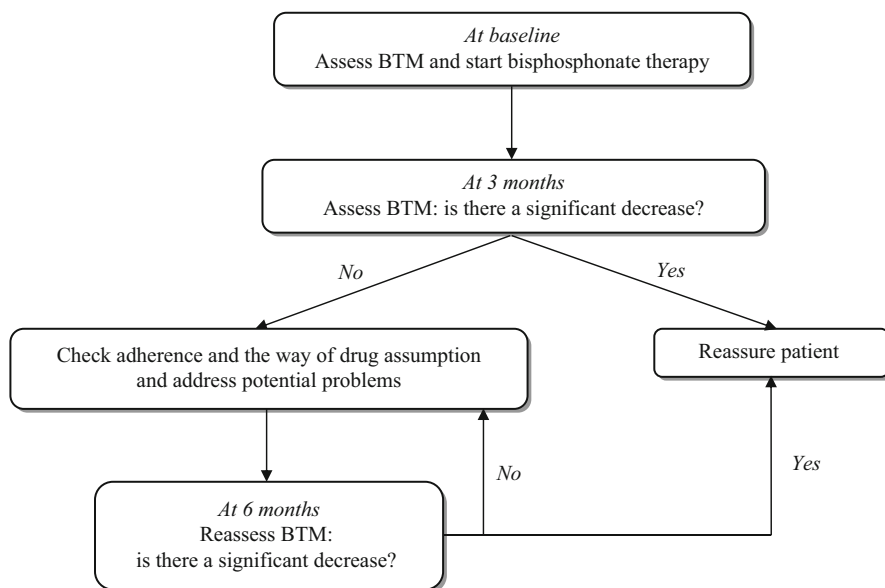 At baseline
Assess BTM and start bisphosphonate therapy
At 3 months
Assess BTM: is there a significant decrease?
No
Yes
Check adherence and the way of drug assumption
and address potential problems
Reassure patient
At 6 months
Reassess BTM:
is there a significant decrease?
No
Yes